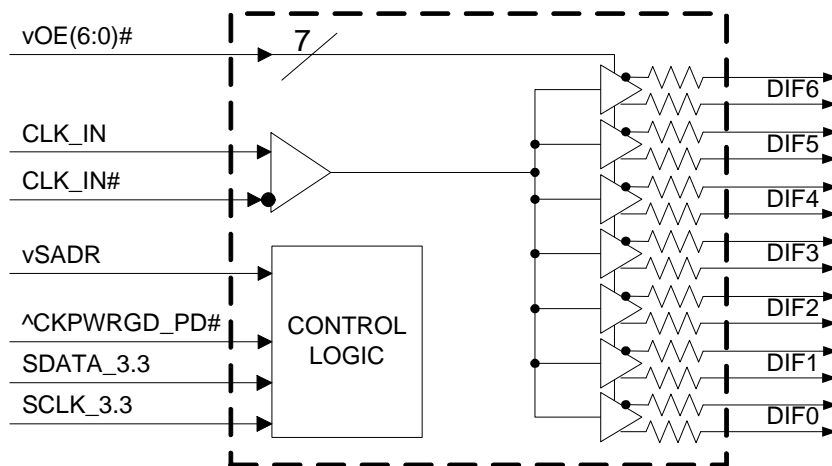 vOE(6:0)#
7
CLK_IN
CLK_IN#
vSADR
^CKPWRGD_PD#
SDATA_3.3
SCLK_3.3
CONTROL
LOGIC
DIF6
DIF5
DIF4
DIF3
DIF2
DIF1
DIF0